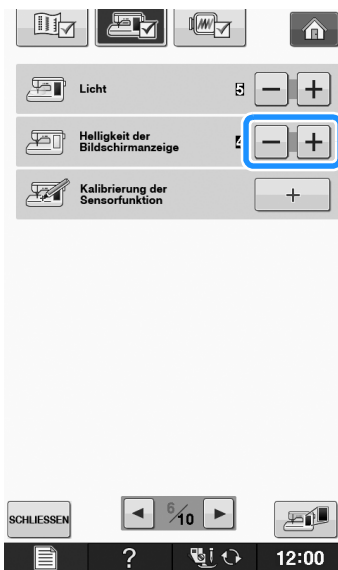 Licht
5
Helligkeit der
Bildschirmanzeige
Kalibrierung der
Sensorfunktion
SCHLIESSEN
6/10
?
12:00